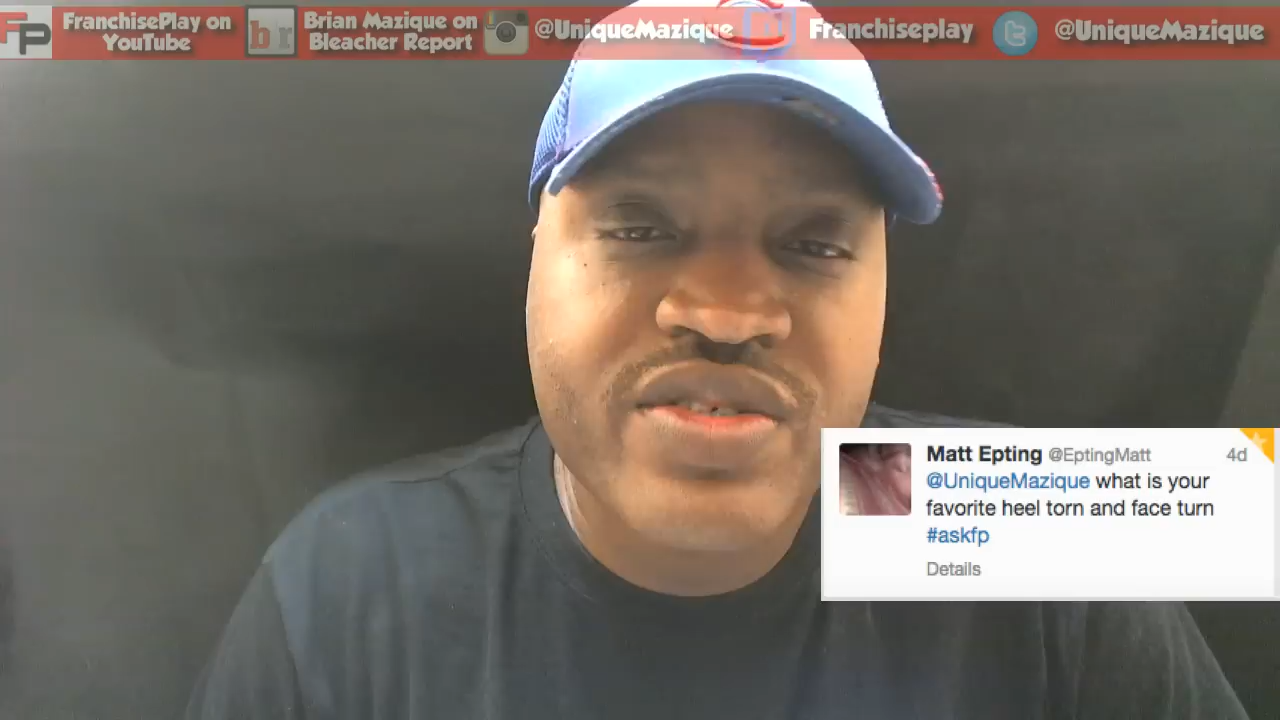 FP
FranchisePlay on
YouTube
br
Brian Mazique on
Bleacher Report
@UniqueMazique
Franchiseplay
@UniqueMazique
Matt Epting @EptingMatt 4d
@UniqueMazique what is your
favorite heel torn and face turn
#askfp
Details